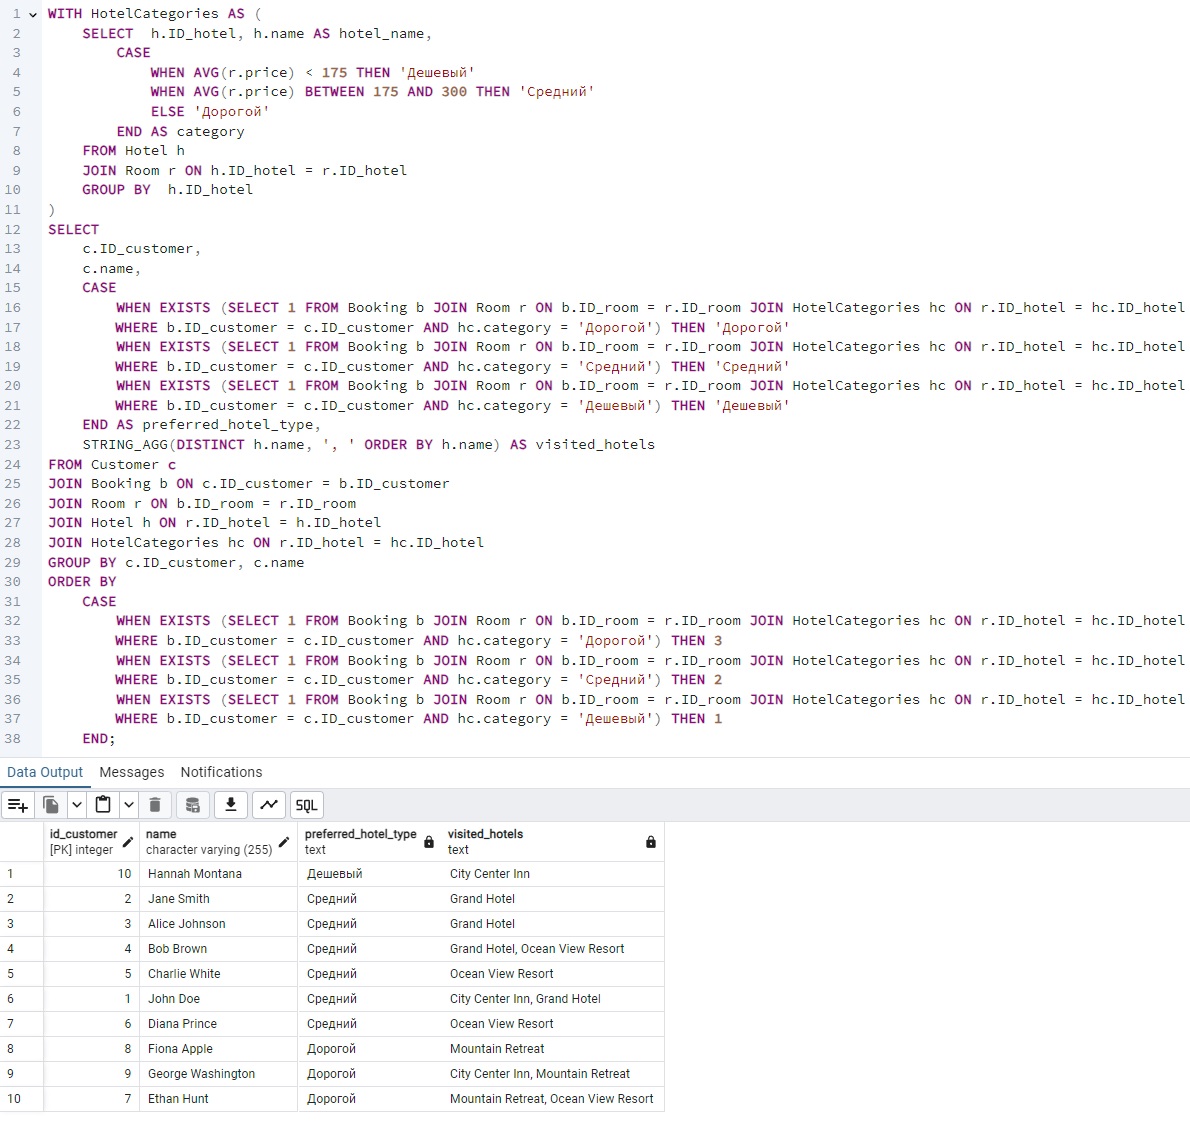 1 WITH HotelCategories AS (
2 SELECT  h.ID_hotel, h.name AS hotel_name,
3 CASE
4 WHEN AVG(r.price) < 175 THEN 'Дешевый'
5 WHEN AVG(r.price) BETWEEN 175 AND 300 THEN 'Средний'
6 ELSE 'Дорогой'
7 END AS category
8 FROM Hotel h
9 JOIN Room r ON h.ID_hotel = r.ID_hotel
10 GROUP BY  h.ID_hotel
11 )
12 SELECT
13 c.ID_customer,
14 c.name,
15 CASE
16 WHEN EXISTS (SELECT 1 FROM Booking b JOIN Room r ON b.ID_room = r.ID_room JOIN HotelCategories hc ON r.ID_hotel = hc.ID_hotel
17 WHERE b.ID_customer = c.ID_customer AND hc.category = 'Дорогой') THEN 'Дорогой'
18 WHEN EXISTS (SELECT 1 FROM Booking b JOIN Room r ON b.ID_room = r.ID_room JOIN HotelCategories hc ON r.ID_hotel = hc.ID_hotel
19 WHERE b.ID_customer = c.ID_customer AND hc.category = 'Средний') THEN 'Средний'
20 WHEN EXISTS (SELECT 1 FROM Booking b JOIN Room r ON b.ID_room = r.ID_room JOIN HotelCategories hc ON r.ID_hotel = hc.ID_hotel
21 WHERE b.ID_customer = c.ID_customer AND hc.category = 'Дешевый') THEN 'Дешевый'
22 END AS preferred_hotel_type,
23 STRING_AGG(DISTINCT h.name, ', ' ORDER BY h.name) AS visited_hotels
24 FROM Customer c
25 JOIN Booking b ON c.ID_customer = b.ID_customer
26 JOIN Room r ON b.ID_room = r.ID_room
27 JOIN Hotel h ON r.ID_hotel = h.ID_hotel
28 JOIN HotelCategories hc ON r.ID_hotel = hc.ID_hotel
29 GROUP BY c.ID_customer, c.name
30 ORDER BY
31 CASE
32 WHEN EXISTS (SELECT 1 FROM Booking b JOIN Room r ON b.ID_room = r.ID_room JOIN HotelCategories hc ON r.ID_hotel = hc.ID_hotel
33 WHERE b.ID_customer = c.ID_customer AND hc.category = 'Дорогой') THEN 3
34 WHEN EXISTS (SELECT 1 FROM Booking b JOIN Room r ON b.ID_room = r.ID_room JOIN HotelCategories hc ON r.ID_hotel = hc.ID_hotel
35 WHERE b.ID_customer = c.ID_customer AND hc.category = 'Средний') THEN 2
36 WHEN EXISTS (SELECT 1 FROM Booking b JOIN Room r ON b.ID_room = r.ID_room JOIN HotelCategories hc ON r.ID_hotel = hc.ID_hotel
37 WHERE b.ID_customer = c.ID_customer AND hc.category = 'Дешевый') THEN 1
38 END;
Data Output Messages Notifications
SQL
id_customer name preferred_hotel_type visited_hotels
[PK] integer character varying (255) text text
1 10 Hannah Montana Дешевый City Center Inn
2 2 Jane Smith Средний Grand Hotel
3 3 Alice Johnson Средний Grand Hotel
4 4 Bob Brown Средний Grand Hotel, Ocean View Resort
5 5 Charlie White Средний Ocean View Resort
6 1 John Doe Средний City Center Inn, Grand Hotel
7 6 Diana Prince Средний Ocean View Resort
8 8 Fiona Apple Дорогой Mountain Retreat
9 9 George Washington Дорогой City Center Inn, Mountain Retreat
10 7 Ethan Hunt Дорогой Mountain Retreat, Ocean View Resort